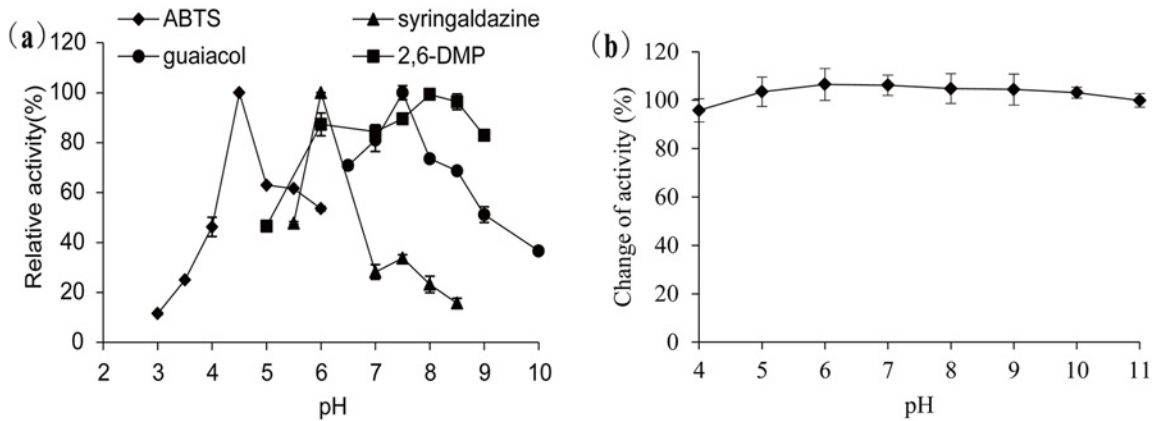 (a)
ABTS
syringaldazine
guaiacol
2,6-DMP
Relative activity(%)
120
100
80
60
40
20
0
2 3 4 5 6 7 8 9 10
pH
(b)
Change of activity (%)
120
100
80
60
40
20
0
4 5 6 7 8 9 10 11
pH